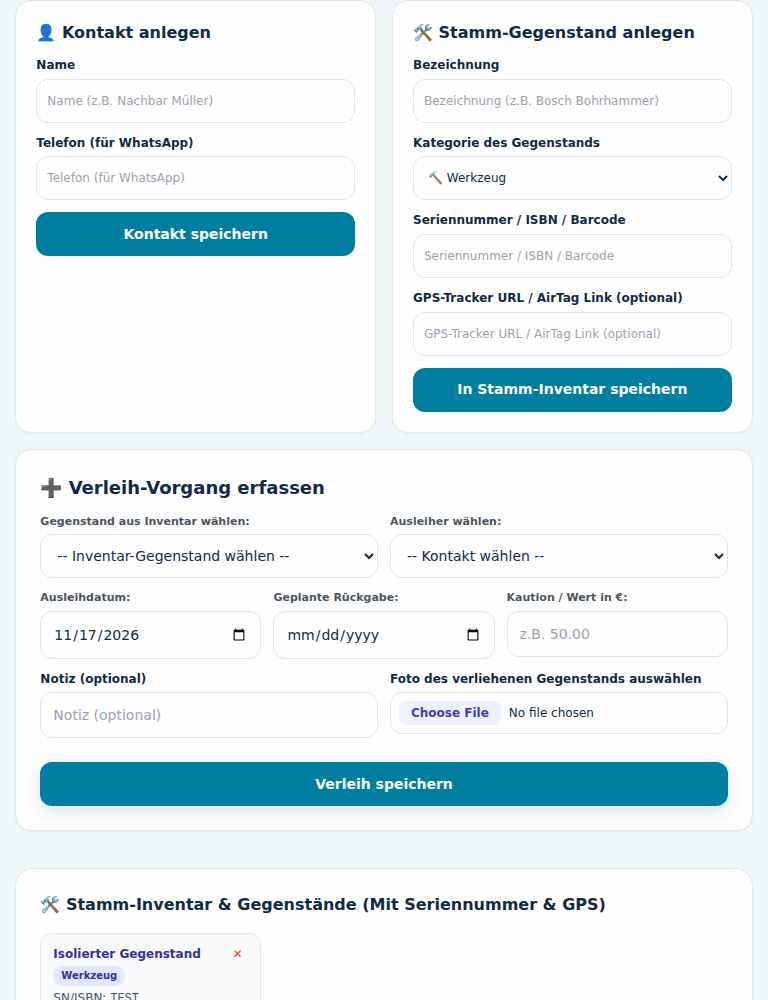 👤 Kontakt anlegen
Name
Name (z.B. Nachbar Müller)
Telefon (für WhatsApp)
Telefon (für WhatsApp)
Kontakt speichern
🛠️ Stamm-Gegenstand anlegen
Bezeichnung
Bezeichnung (z.B. Bosch Bohrhammer)
Kategorie des Gegenstands
🔨 Werkzeug
Seriennummer / ISBN / Barcode
Seriennummer / ISBN / Barcode
GPS-Tracker URL / AirTag Link (optional)
GPS-Tracker URL / AirTag Link (optional)
In Stamm-Inventar speichern
➕ Verleih-Vorgang erfassen
Gegenstand aus Inventar wählen:
-- Inventar-Gegenstand wählen --
Ausleiher wählen:
-- Kontakt wählen --
Ausleihdatum:
11/17/2026
Geplante Rückgabe:
mm/dd/yyyy
Kaution / Wert in €:
z.B. 50.00
Notiz (optional)
Notiz (optional)
Foto des verliehenen Gegenstands auswählen
Choose File No file chosen
Verleih speichern
🛠️ Stamm-Inventar & Gegenstände (Mit Seriennummer & GPS)
Isolierter Gegenstand ✕
Werkzeug
SN/ISBN: TEST